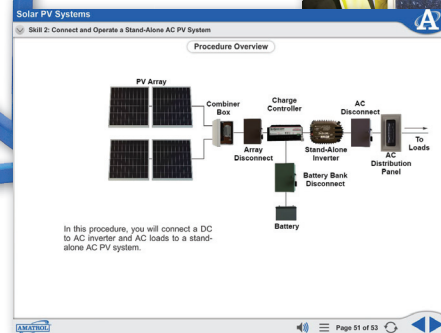 Solar PV Systems
A
Skill 2: Connect and Operate a Stand-Alone AC PV System
Procedure Overview
PV Array
Combiner
Box
Charge
Controller
AC
Disconnect
To
Loads
Array
Disconnect
Stand-Alone
Inverter
AC
Distribution
Panel
Battery Bank
Disconnect
Battery
In this procedure, you will connect a DC
to AC inverter and AC loads to a stand-
alone AC PV system.
AMATROL
Page 51 of 53